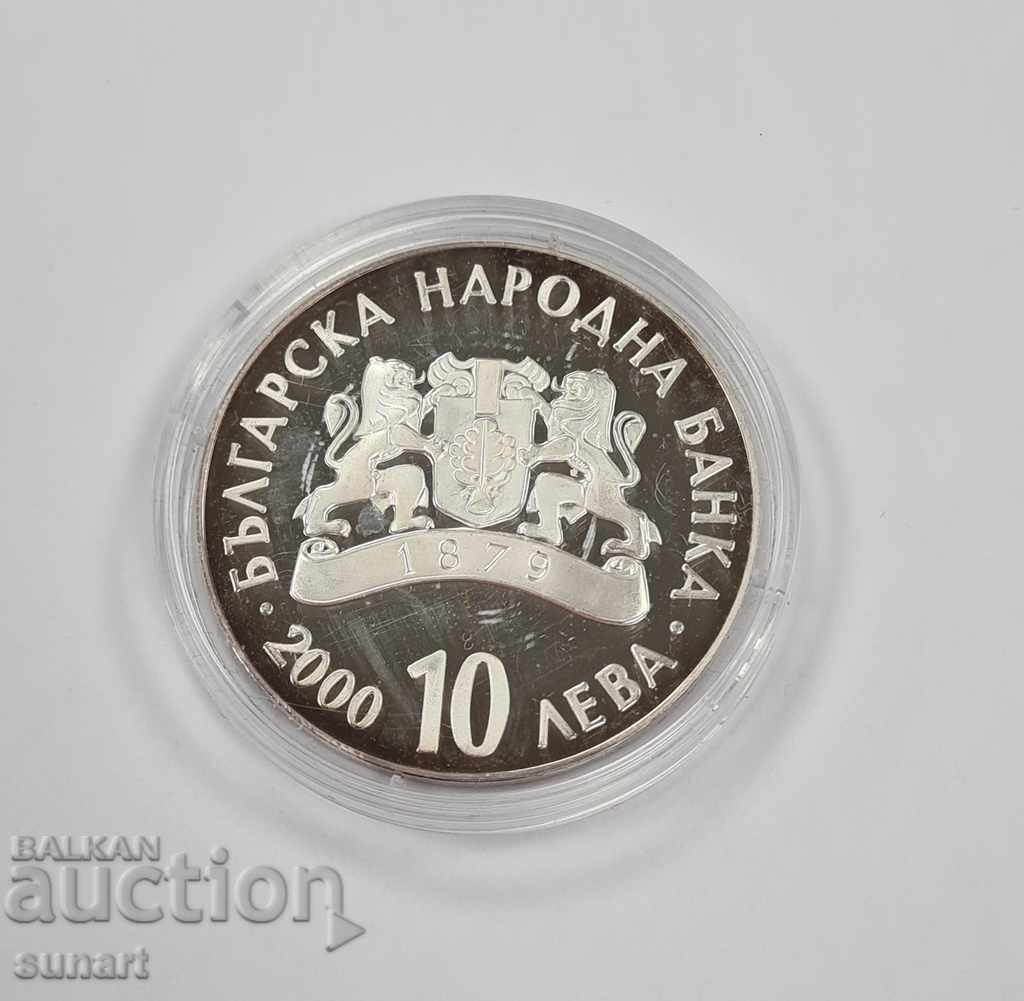 БЪЛГАРСКА НАРОДНА БАНКА
1879
2000 10 ЛЕВА
BALKAN
auction
sunart